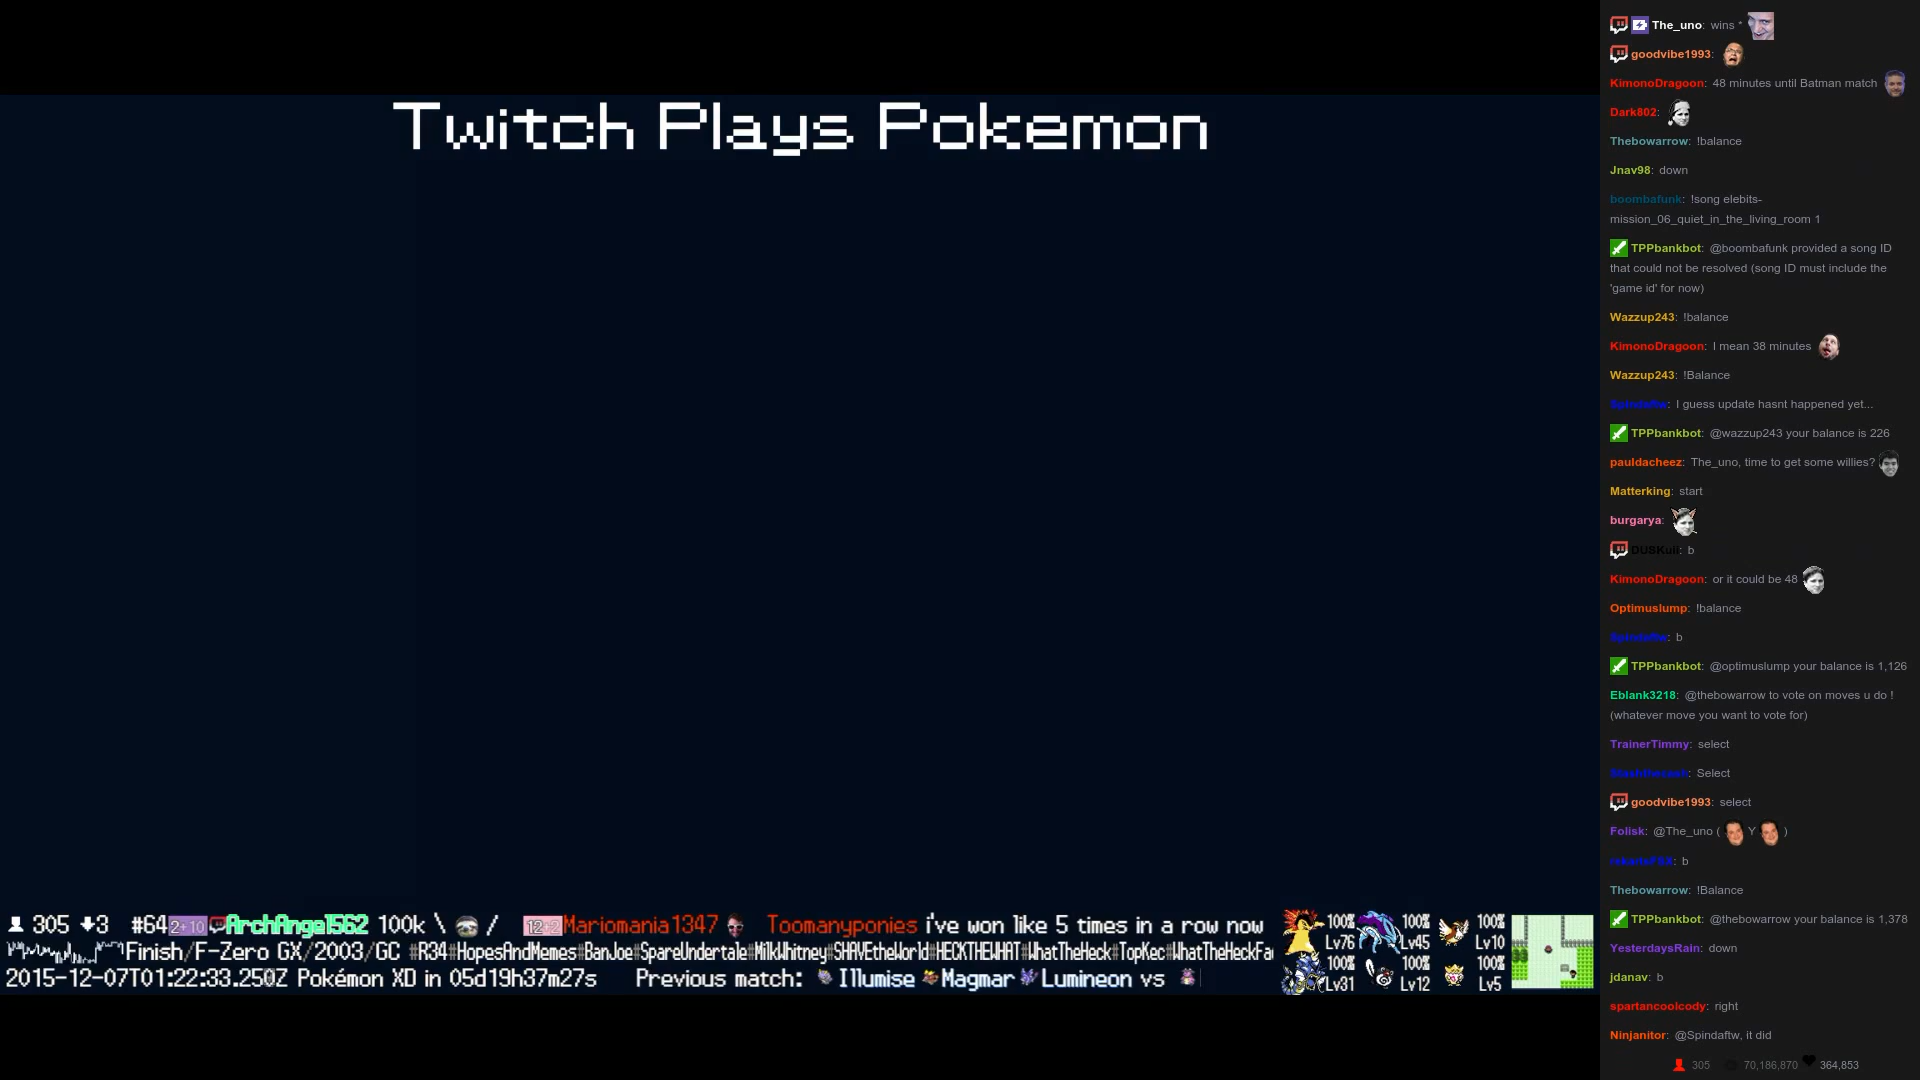 Twitch Plays Pokemon
305 3 #64 2+10 ArchAngel562 100k \ / 12+2 Mariomania1347 Toomanyponies i've won like 5 times in a row now
Finish/F-Zero GX/2003/GC #R34#HopesAndMemes#BanJoe#SpareUndertale#MilkWhitney#SHAVEtheWorld#HECKTHEWHAT#WhatTheHeck#TopKec#WhatTheHeckFa
2015-12-07T01:22:33.250Z Pokémon XD in 05d19h37m27s Previous match: Illumise Magmar Lumineon vs
100% 100% 100%
Lv76 Lv45 Lv10
100% 100% 100%
Lv31 Lv12 Lv5
The_uno: wins *
goodvibe1993:
KimonoDragoon: 48 minutes until Batman match
Dark802:
Thebowarrow: !balance
Jnav98: down
boombafunk: !song elebits-
mission_06_quiet_in_the_living_room 1
TPPbankbot: @boombafunk provided a song ID
that could not be resolved (song ID must include the
'game id' for now)
Wazzup243: !balance
KimonoDragoon: I mean 38 minutes
Wazzup243: !Balance
Spindaftw: I guess update hasnt happened yet...
TPPbankbot: @wazzup243 your balance is 226
pauldacheez: The_uno, time to get some willies?
Matterking: start
burgarya:
DUSKuii: b
KimonoDragoon: or it could be 48
Optimuslump: !balance
Spindaftw: b
TPPbankbot: @optimuslump your balance is 1,126
Eblank3218: @thebowarrow to vote on moves u do !
(whatever move you want to vote for)
TrainerTimmy: select
: Select
goodvibe1993: select
Folisk: @The_uno ( Y )
: b
Thebowarrow: !Balance
TPPbankbot: @thebowarrow your balance is 1,378
YesterdaysRain: down
jdanav: b
spartancoolcody: right
Ninjanitor: @Spindaftw, it did
305 70,186,870 364,853